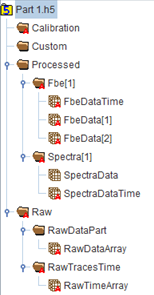 Part 1.h5
Calibration
Custom
Processed
Fbe[1]
FbeDataTime
FbeData[1]
FbeData[2]
Spectra[1]
SpectraData
SpectraDataTime
Raw
RawDataPart
RawDataArray
RawTracesTime
RawTimeArray